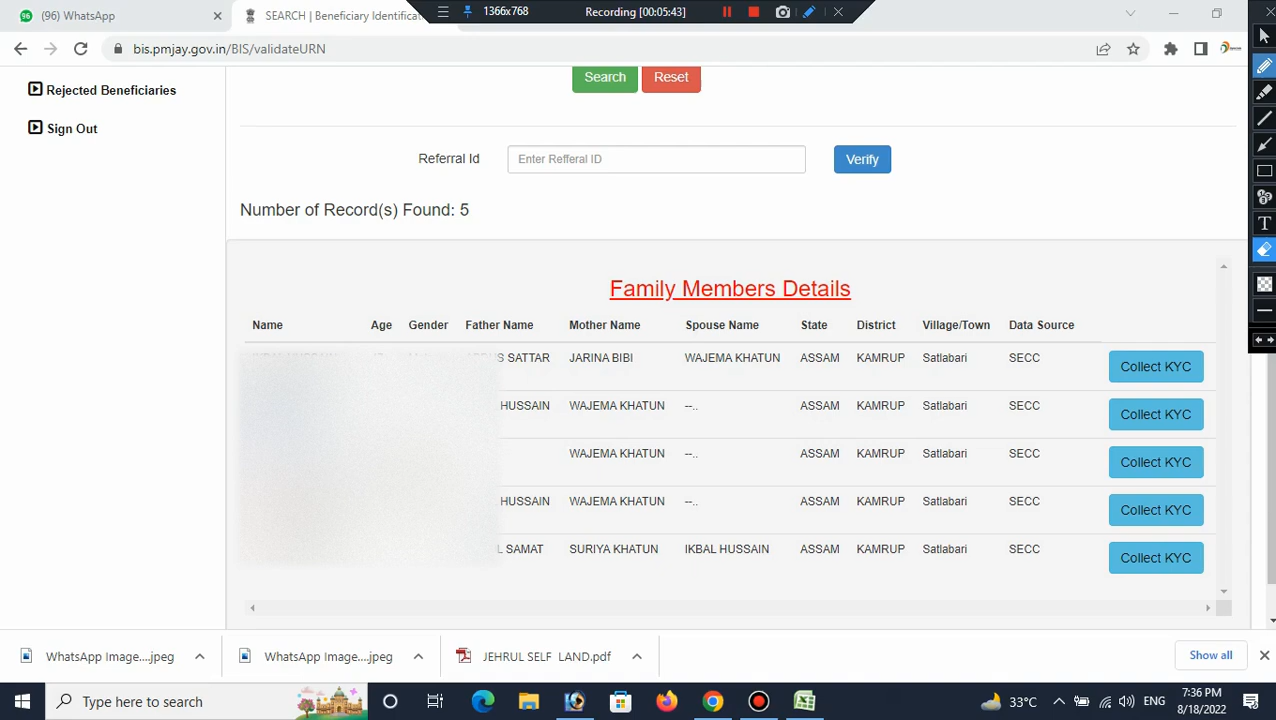 96 (96) WhatsApp
SEARCH | Beneficiary Identificat
1366x768
Recording [00:05:43]
bis.pmjay.gov.in/BIS/validateURN
Rejected Beneficiaries
Sign Out
Search Reset
Referral Id Enter Refferal ID Verify
Number of Record(s) Found: 5
Family Members Details
Name Age Gender Father Name Mother Name Spouse Name State District Village/Town Data Source
SATTAR JARINA BIBI WAJEMA KHATUN ASSAM KAMRUP Satlabari SECC Collect KYC
HUSSAIN WAJEMA KHATUN --.. ASSAM KAMRUP Satlabari SECC Collect KYC
WAJEMA KHATUN --.. ASSAM KAMRUP Satlabari SECC Collect KYC
HUSSAIN WAJEMA KHATUN --.. ASSAM KAMRUP Satlabari SECC Collect KYC
SAMAT SURIYA KHATUN IKBAL HUSSAIN ASSAM KAMRUP Satlabari SECC Collect KYC
WhatsApp Image....jpeg WhatsApp Image....jpeg JEHRUL SELF LAND.pdf Show all
Type here to search 33°C ENG 7:36 PM
8/18/2022